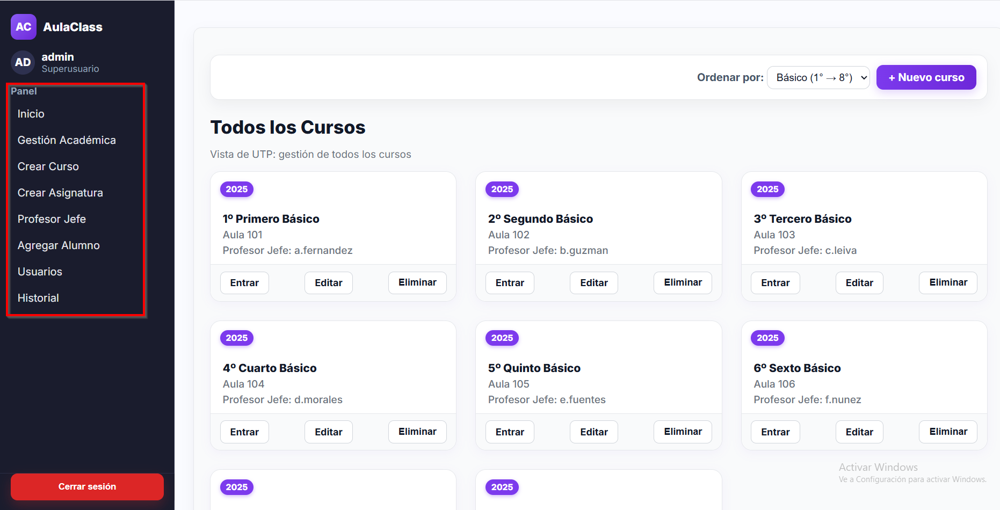 AC AulaClass
AD admin
Superusuario
Panel
Inicio
Gestión Académica
Crear Curso
Crear Asignatura
Profesor Jefe
Agregar Alumno
Usuarios
Historial
Cerrar sesión
Ordenar por: Básico (1° → 8°) + Nuevo curso
Todos los Cursos
Vista de UTP: gestión de todos los cursos
2025
1º Primero Básico
Aula 101
Profesor Jefe: a.fernandez
Entrar Editar Eliminar
2025
2º Segundo Básico
Aula 102
Profesor Jefe: b.guzman
Entrar Editar Eliminar
2025
3º Tercero Básico
Aula 103
Profesor Jefe: c.leiva
Entrar Editar Eliminar
2025
4º Cuarto Básico
Aula 104
Profesor Jefe: d.morales
Entrar Editar Eliminar
2025
5º Quinto Básico
Aula 105
Profesor Jefe: e.fuentes
Entrar Editar Eliminar
2025
6º Sexto Básico
Aula 106
Profesor Jefe: f.nunez
Entrar Editar Eliminar
2025
2025
Activar Windows
Ve a Configuración para activar Windows.